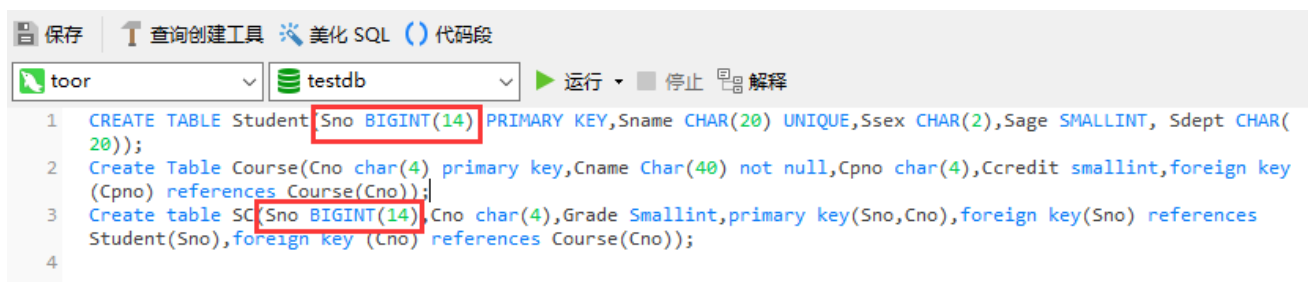 保存 查询创建工具 美化 SQL () 代码段
toor testdb 运行 停止 解释
1 CREATE TABLE Student(Sno BIGINT(14) PRIMARY KEY,Sname CHAR(20) UNIQUE,Ssex CHAR(2),Sage SMALLINT, Sdept CHAR(
20));
2 Create Table Course(Cno char(4) primary key,Cname Char(40) not null,Cpno char(4),Ccredit smallint,foreign key
(Cpno) references Course(Cno));
3 Create table SC(Sno BIGINT(14),Cno char(4),Grade Smallint,primary key(Sno,Cno),foreign key(Sno) references
Student(Sno),foreign key (Cno) references Course(Cno));
4